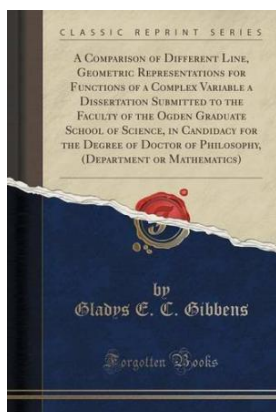 CLASSIC REPRINT SERIES
A Comparison of Different Line, Geometric Representations for Functions of a Complex Variable a Dissertation Submitted to the Faculty of the Ogden Graduate School of Science, in Candidacy for the Degree of Doctor of Philosophy, (Department or Mathematics)
by
Gladys E. C. Gibbens
Forgotten Books